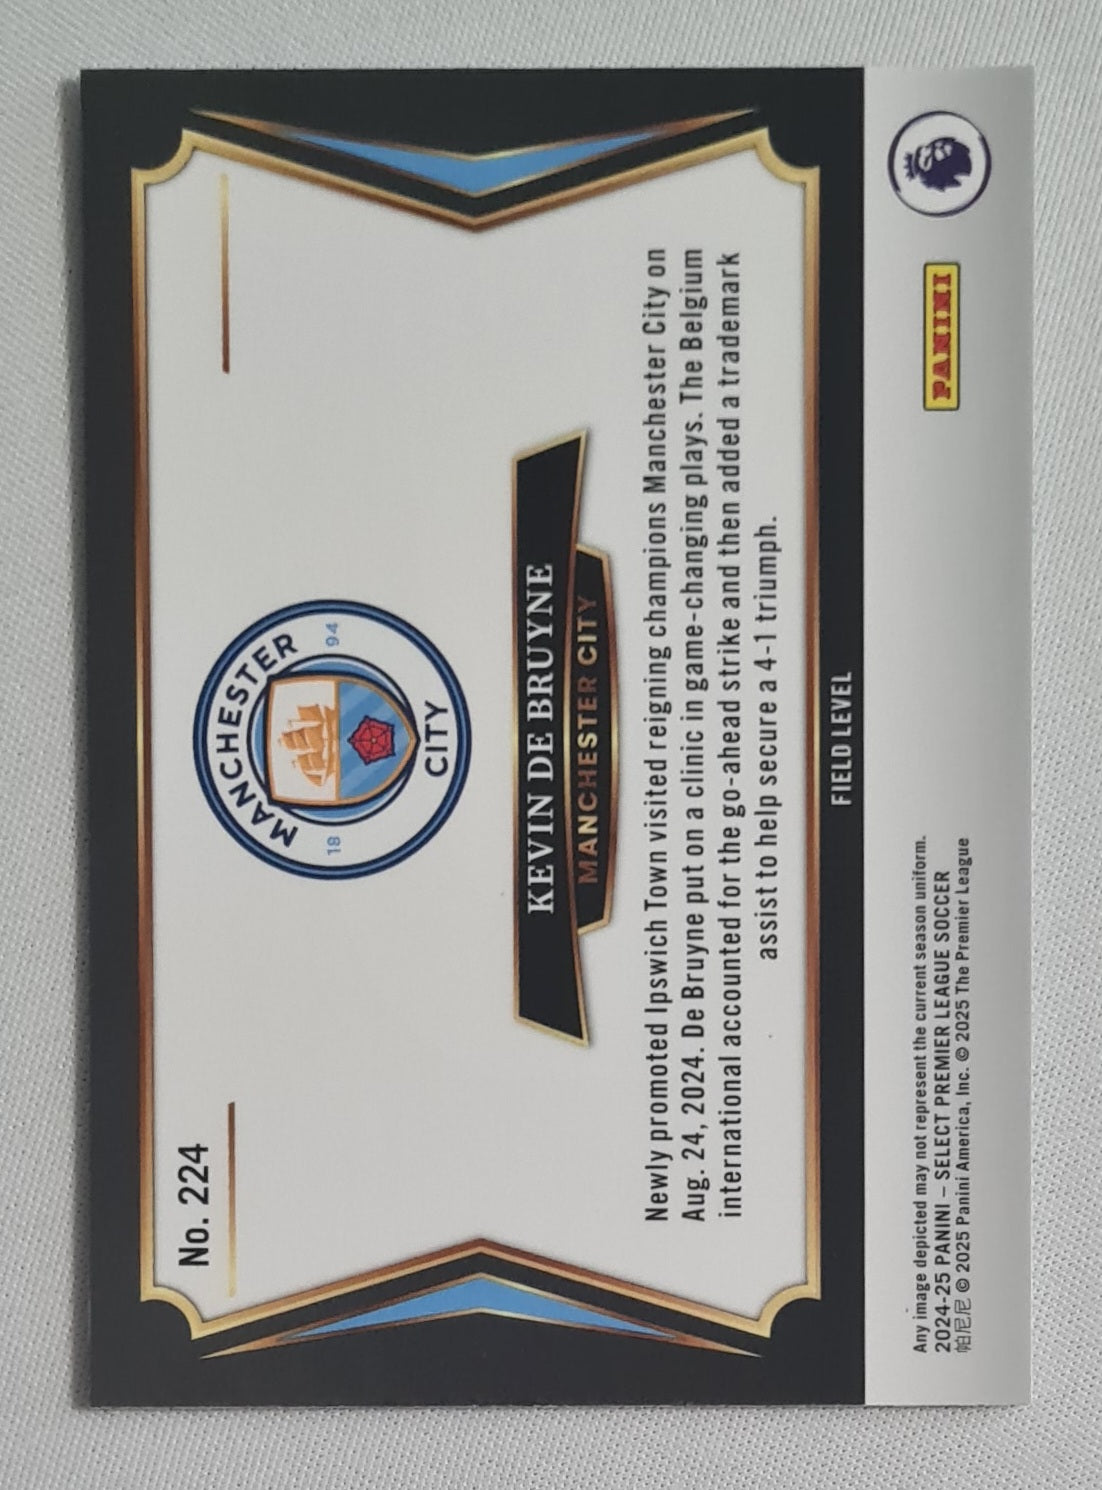 No. 224
MANCHESTER
18 94
CITY
KEVIN DE BRUYNE
MANCHESTER CITY
Newly promoted Ipswich Town visited reigning champions Manchester City on
Aug. 24, 2024. De Bruyne put on a clinic in game-changing plays. The Belgium
international accounted for the go-ahead strike and then added a trademark
assist to help secure a 4-1 triumph.
FIELD LEVEL
Any image depicted may not represent the current season uniform.
2024-25 PANINI – SELECT PREMIER LEAGUE SOCCER
帕尼尼 © 2025 Panini America, Inc. © 2025 The Premier League
PANINI